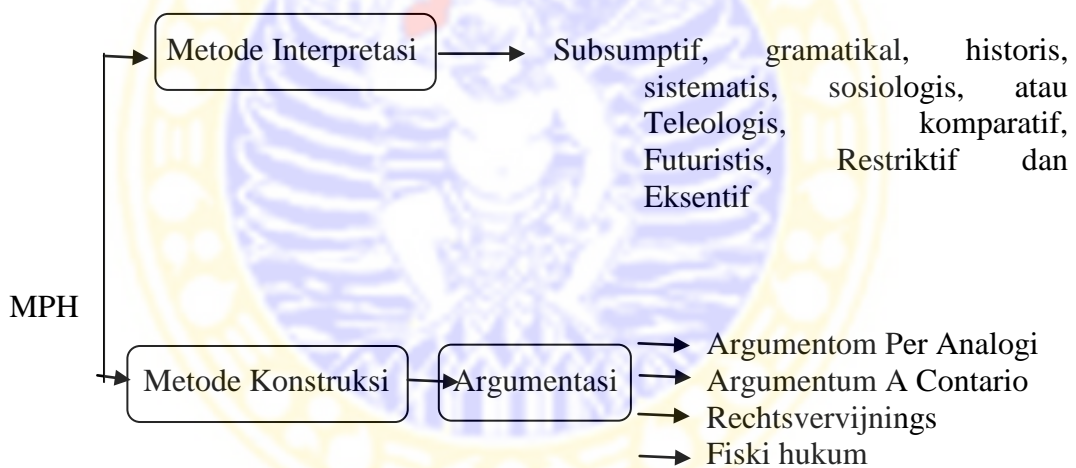 Metode Interpretasi
Subsumptif, gramatikal, historis,
sistematis, sosiologis, atau
Teleologis, komparatif,
Futuristis, Restriktif dan
Eksentif
MPH
Metode Konstruksi
Argumentasi
Argumentom Per Analogi
Argumentum A Contario
Rechtsvervijnings
Fiski hukum